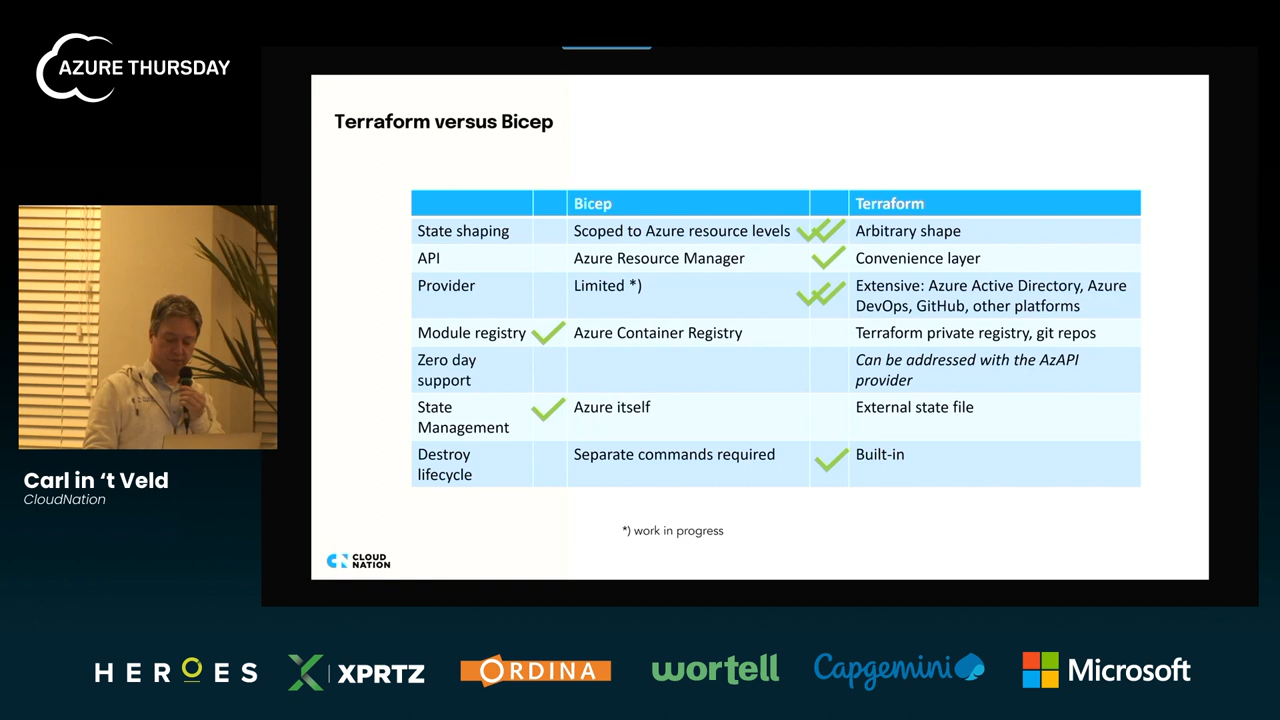 AZURE THURSDAY
Terraform versus Bicep
Bicep
Terraform
State shaping
Scoped to Azure resource levels
Arbitrary shape
API
Azure Resource Manager
Convenience layer
Provider
Limited *)
Extensive: Azure Active Directory, Azure
DevOps, GitHub, other platforms
Module registry
Azure Container Registry
Terraform private registry, git repos
Zero day
support
Can be addressed with the AzAPI
provider
State
Management
Azure itself
External state file
Destroy
lifecycle
Separate commands required
Built-in
*) work in progress
CLOUD
NATION
Carl in ‘t Veld
CloudNation
HEROES
XPRTZ
ORDINA
wortell
Capgemini
Microsoft